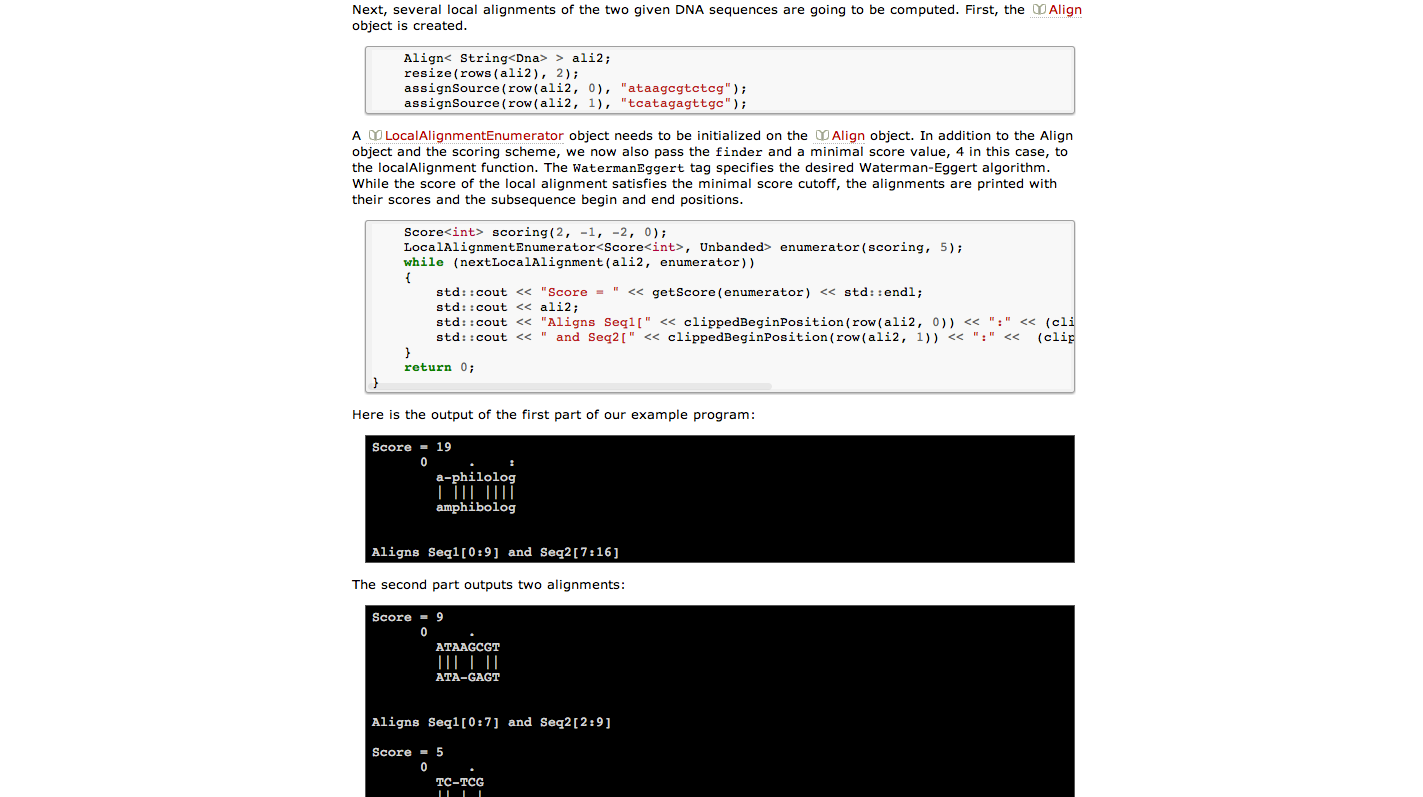 Next, several local alignments of the two given DNA sequences are going to be computed. First, the Align
object is created.
Align< String<Dna> > ali2;
resize(rows(ali2), 2);
assignSource(row(ali2, 0), "ataagcgtctcg");
assignSource(row(ali2, 1), "tcatagagttgc");
A LocalAlignmentEnumerator object needs to be initialized on the Align object. In addition to the Align
object and the scoring scheme, we now also pass the finder and a minimal score value, 4 in this case, to
the localAlignment function. The WatermanEggert tag specifies the desired Waterman-Eggert algorithm.
While the score of the local alignment satisfies the minimal score cutoff, the alignments are printed with
their scores and the subsequence begin and end positions.
Score<int> scoring(2, -1, -2, 0);
LocalAlignmentEnumerator<Score<int>, Unbanded> enumerator(scoring, 5);
while (nextLocalAlignment(ali2, enumerator))
{
std::cout << "Score = " << getScore(enumerator) << std::endl;
std::cout << ali2;
std::cout << "Aligns Seq1[" << clippedBeginPosition(row(ali2, 0)) << ":" << (cli
std::cout << " and Seq2[" << clippedBeginPosition(row(ali2, 1)) << ":" << (clip
}
return 0;
}
Here is the output of the first part of our example program:
Score = 19
0 . :
a-philolog
| ||| ||||
amphibolog
Aligns Seq1[0:9] and Seq2[7:16]
The second part outputs two alignments:
Score = 9
0 .
ATAAGCGT
||| | ||
ATA-GAGT
Aligns Seq1[0:7] and Seq2[2:9]
Score = 5
0 .
TC-TCG
|| | |